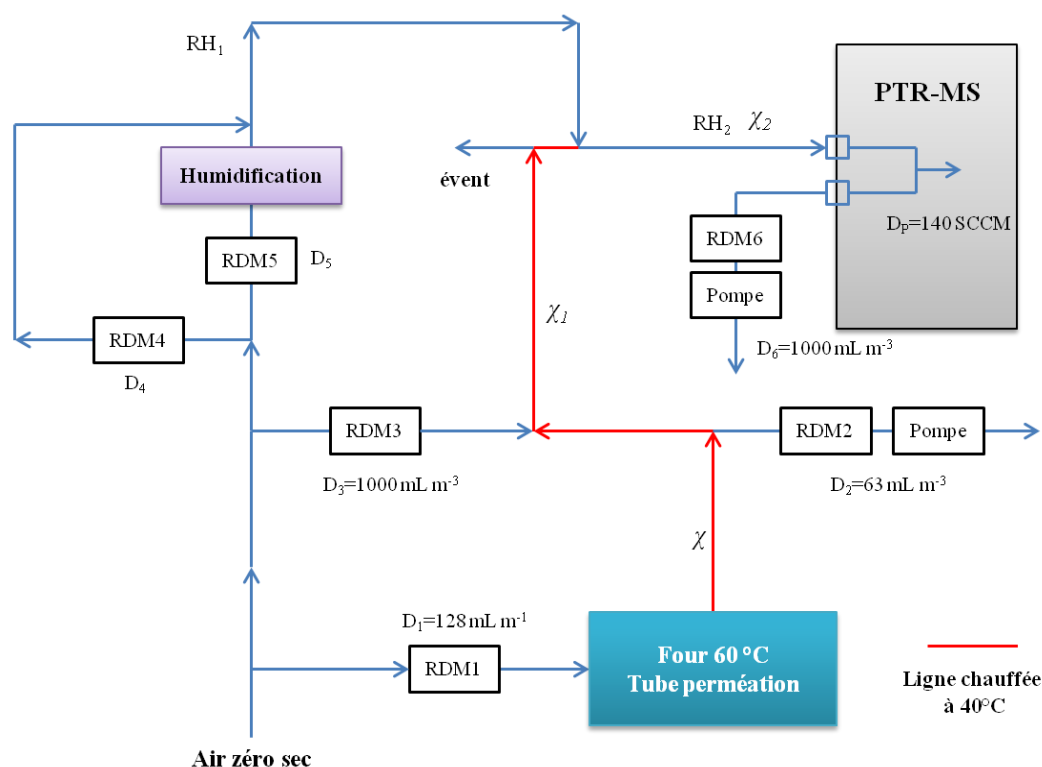 RH₁
PTR-MS
RH₂ χ₂
Humidification
évent
D_P=140 SCCM
RDM5
D₅
RDM6
Pompe
χ₁
RDM4
D₄
D₆=1000 mL m⁻³
RDM3
RDM2
Pompe
D₃=1000 mL m⁻³
D₂=63 mL m⁻³
χ
D₁=128 mL m⁻¹
RDM1
Four 60 °C
Tube perméation
Ligne chauffée
à 40°C
Air zéro sec